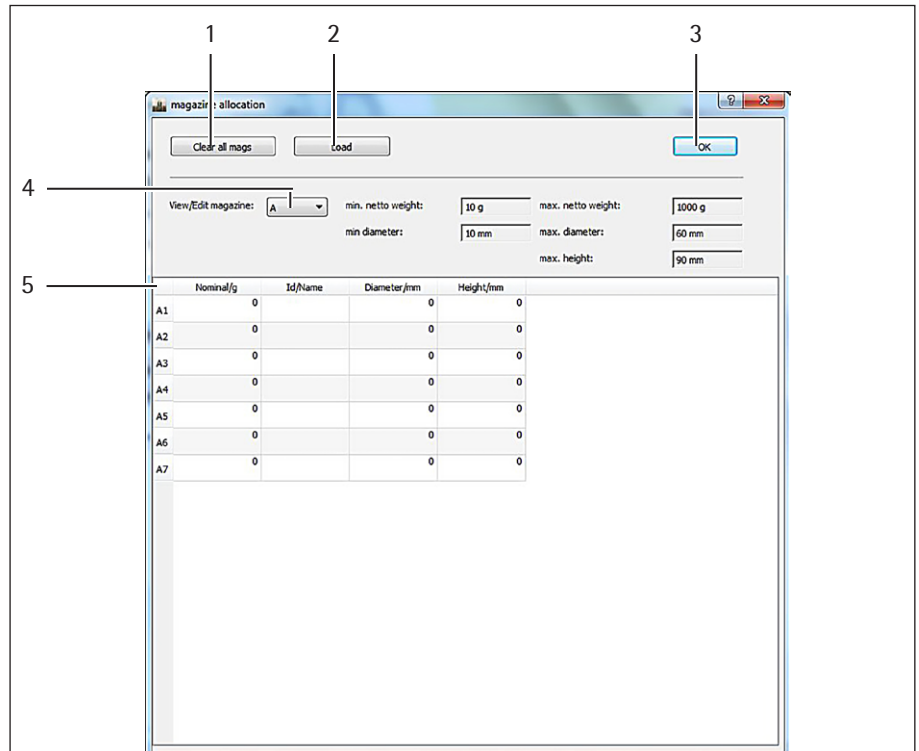 1 2 3
magazine allocation ?
Clear all mags Load OK
4
View/Edit magazine: A min. netto weight: 10 g max. netto weight: 1000 g
min diameter: 10 mm max. diameter: 60 mm
max. height: 90 mm
5
Nominal/g Id/Name Diameter/mm Height/mm
A1 0 0 0
A2 0 0 0
A3 0 0 0
A4 0 0 0
A5 0 0 0
A6 0 0 0
A7 0 0 0